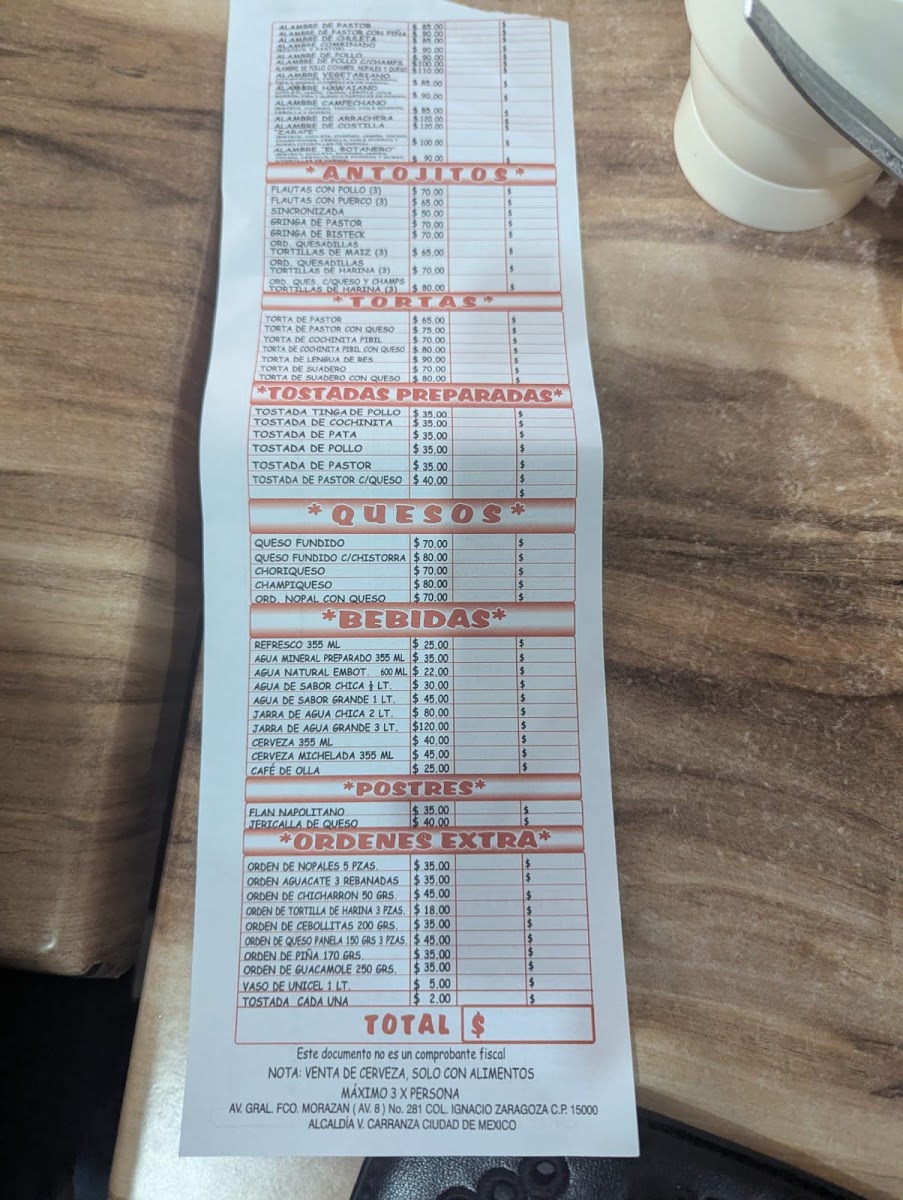 ALAMBRE DE PASTOR $ 85.00 $
ALAMBRE DE PASTOR CON PIÑA $ 90.00 $
ALAMBRE DE CHULETA $ 85.00
ALAMBRE COMBINADO $ 90.00 $
ALAMBRE DE POLLO $ 90.00 $
ALAMBRE DE POLLO C/CHAMPS. $100.00 $
ALAMBRE DE POLLO C/CHAMPS, NOPALES Y QUESO $110.00 $
ALAMBRE VEGETARIANO $ 85.00 $
ALAMBRE HAWAIANO $ 90.00 $
ALAMBRE CAMPECHANO $ 85.00 $
ALAMBRE DE ARRACHERA $120.00 $
ALAMBRE DE COSTILLA $120.00 $
"ZARAPE" $ 100.00 $
ALAMBRE "EL BOTANERO" $ 90.00 $
*ANTOJITOS*
FLAUTAS CON POLLO (3) $ 70.00 $
FLAUTAS CON PUERCO (3) $ 65.00 $
SINCRONIZADA $ 50.00 $
GRINGA DE PASTOR $ 70.00 $
GRINGA DE BISTECK $ 70.00 $
ORD. QUESADILLAS
TORTILLAS DE MAIZ (3) $ 65.00 $
ORD. QUESADILLAS
TORTILLAS DE HARINA (3) $ 70.00 $
ORD. QUES. C/QUESO Y CHAMPS
TORTILLAS DE HARINA (3) $ 80.00 $
*TORTAS*
TORTA DE PASTOR $ 65.00 $
TORTA DE PASTOR CON QUESO $ 75.00 $
TORTA DE COCHINITA PIBIL $ 70.00 $
TORTA DE COCHINITA PIBIL CON QUESO $ 80.00 $
TORTA DE LENGUA DE RES $ 90.00 $
TORTA DE SUADERO $ 70.00 $
TORTA DE SUADERO CON QUESO $ 80.00 $
*TOSTADAS PREPARADAS*
TOSTADA TINGA DE POLLO $ 35.00 $
TOSTADA DE COCHINITA $ 35.00 $
TOSTADA DE PATA $ 35.00 $
TOSTADA DE POLLO $ 35.00 $
TOSTADA DE PASTOR $ 35.00 $
TOSTADA DE PASTOR C/QUESO $ 40.00 $
$
*QUESOS*
QUESO FUNDIDO $ 70.00 $
QUESO FUNDIDO C/CHISTORRA $ 80.00 $
CHORIQUESO $ 70.00 $
CHAMPIQUESO $ 80.00 $
ORD. NOPAL CON QUESO $ 70.00 $
*BEBIDAS*
REFRESCO 355 ML $ 25.00 $
AGUA MINERAL PREPARADO 355 ML $ 35.00 $
AGUA NATURAL EMBOT. 600 ML $ 22.00 $
AGUA DE SABOR CHICA ½ LT. $ 30.00 $
AGUA DE SABOR GRANDE 1 LT. $ 45.00 $
JARRA DE AGUA CHICA 2 LT. $ 80.00 $
JARRA DE AGUA GRANDE 3 LT. $120.00 $
CERVEZA 355 ML $ 40.00 $
CERVEZA MICHELADA 355 ML $ 45.00 $
CAFÉ DE OLLA $ 25.00 $
*POSTRES*
FLAN NAPOLITANO $ 35.00 $
JERICALLA DE QUESO $ 40.00 $
*ORDENES EXTRA*
ORDEN DE NOPALES 5 PZAS. $ 35.00 $
ORDEN AGUACATE 3 REBANADAS $ 35.00 $
ORDEN DE CHICHARRON 50 GRS. $ 45.00 $
ORDEN DE TORTILLA DE HARINA 3 PZAS. $ 18.00 $
ORDEN DE CEBOLLITAS 200 GRS. $ 35.00 $
ORDEN DE QUESO PANELA 150 GRS 3 PZAS. $ 45.00 $
ORDEN DE PIÑA 170 GRS. $ 35.00 $
ORDEN DE GUACAMOLE 250 GRS. $ 35.00 $
VASO DE UNICEL 1 LT. $ 5.00 $
TOSTADA CADA UNA $ 2.00 $
TOTAL $
Este documento no es un comprobante fiscal
NOTA: VENTA DE CERVEZA, SOLO CON ALIMENTOS
MÁXIMO 3 X PERSONA
AV. GRAL. FCO. MORAZAN ( AV. 8 ) No. 281 COL. IGNACIO ZARAGOZA C.P. 15000
ALCALDÍA V. CARRANZA CIUDAD DE MEXICO